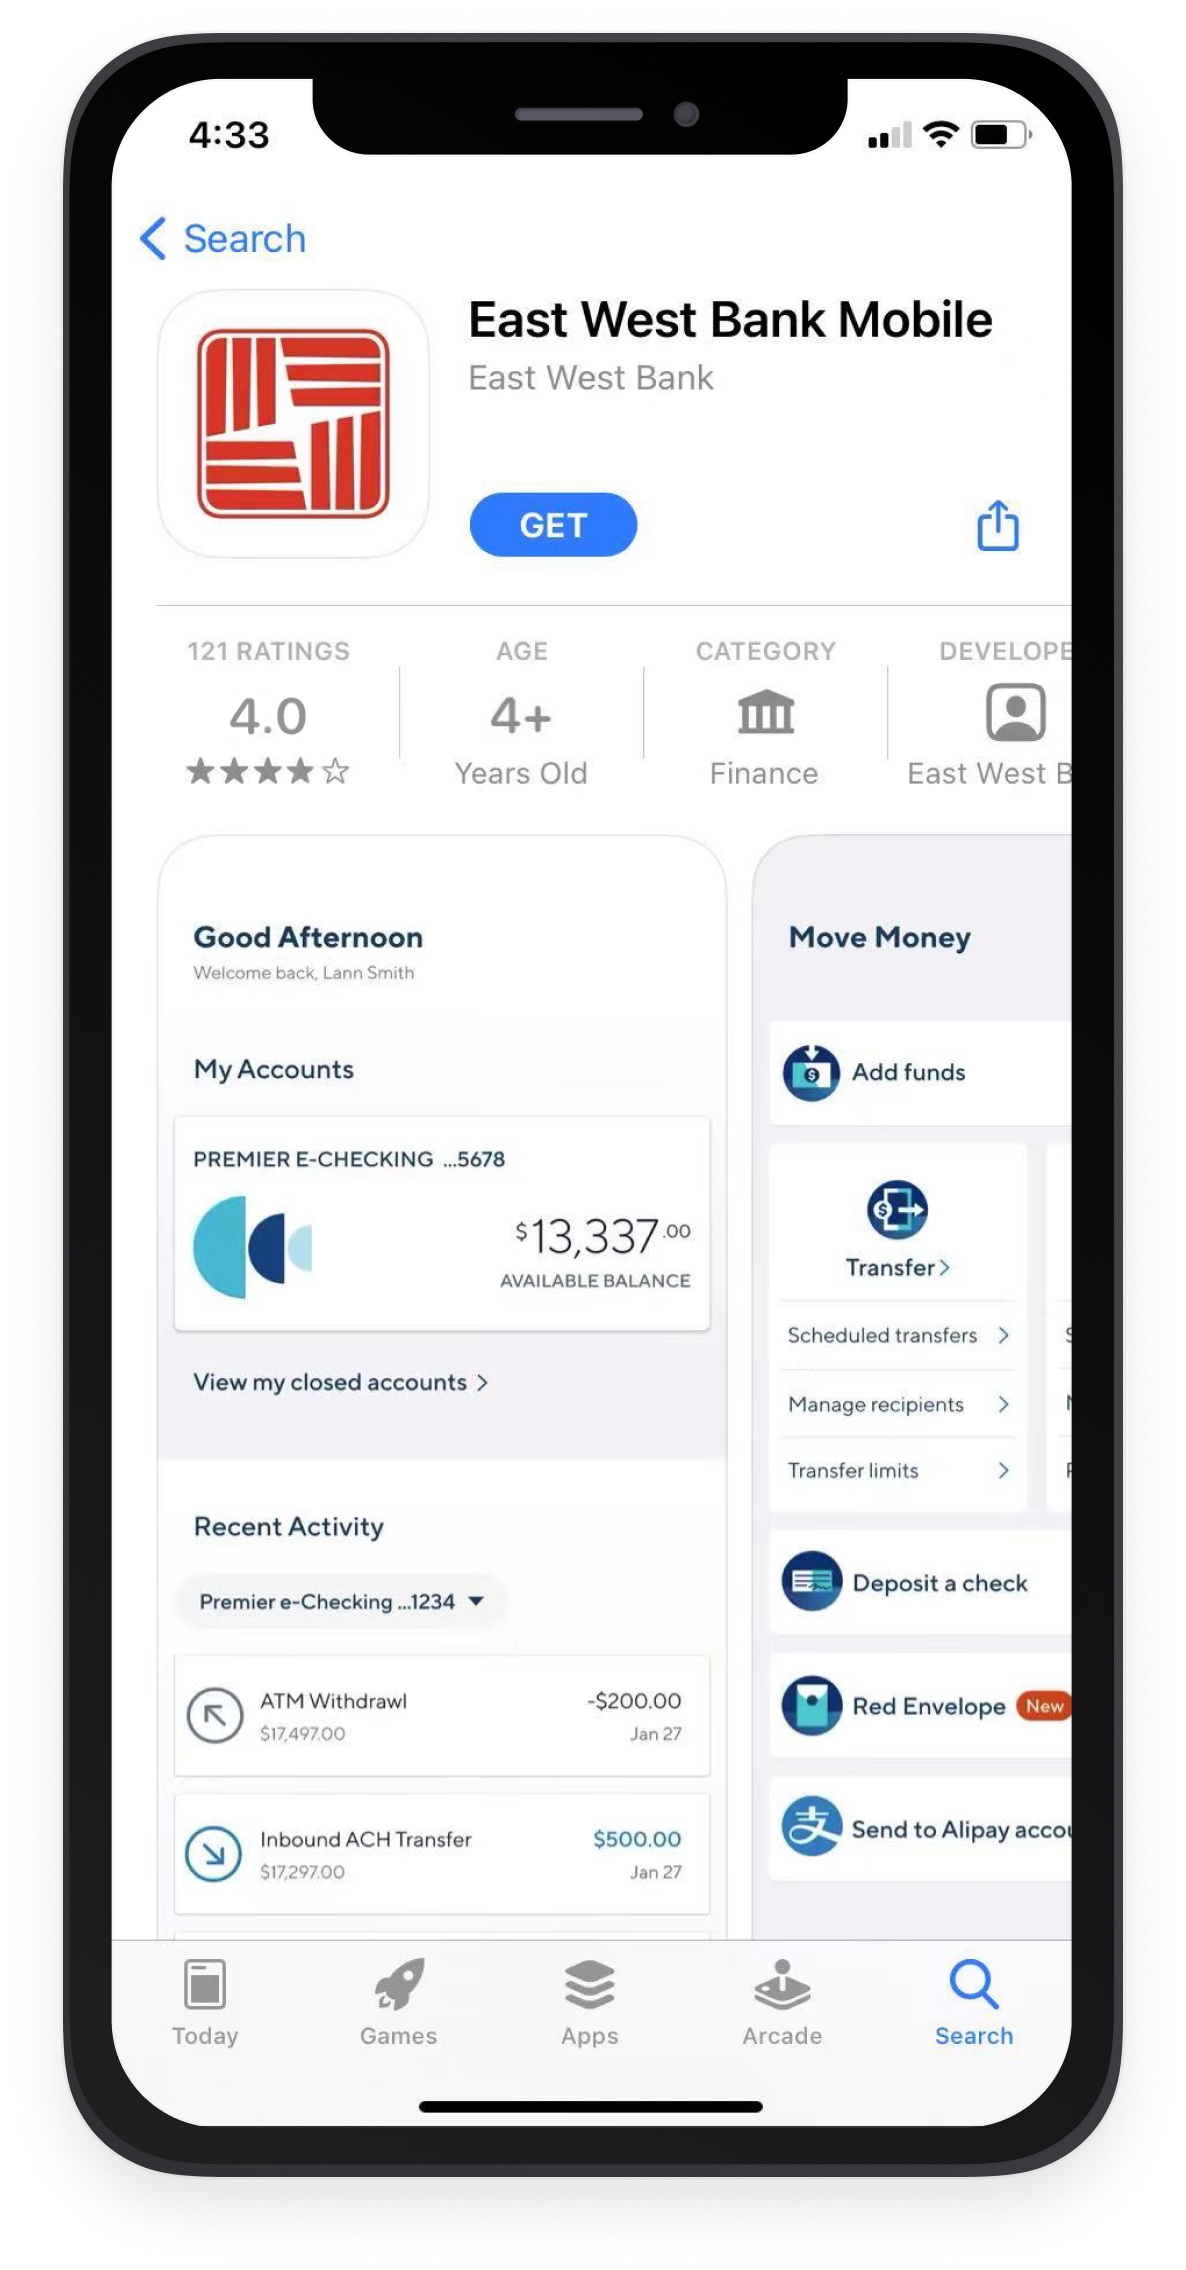 4:33
Search
East West Bank Mobile
East West Bank
GET
121 RATINGS
4.0
AGE
4+
Years Old
CATEGORY
Finance
DEVELOPE
East West B
Good Afternoon
Welcome back, Lann Smith
My Accounts
PREMIER E-CHECKING ...5678
$13,337.00
AVAILABLE BALANCE
View my closed accounts >
Recent Activity
Premier e-Checking ...1234
ATM Withdrawl -$200.00
$17,497.00 Jan 27
Inbound ACH Transfer $500.00
$17,297.00 Jan 27
Move Money
Add funds
Transfer >
Scheduled transfers >
Manage recipients >
Transfer limits >
Deposit a check
Red Envelope New
支 Send to Alipay accou
Today Games Apps Arcade Search